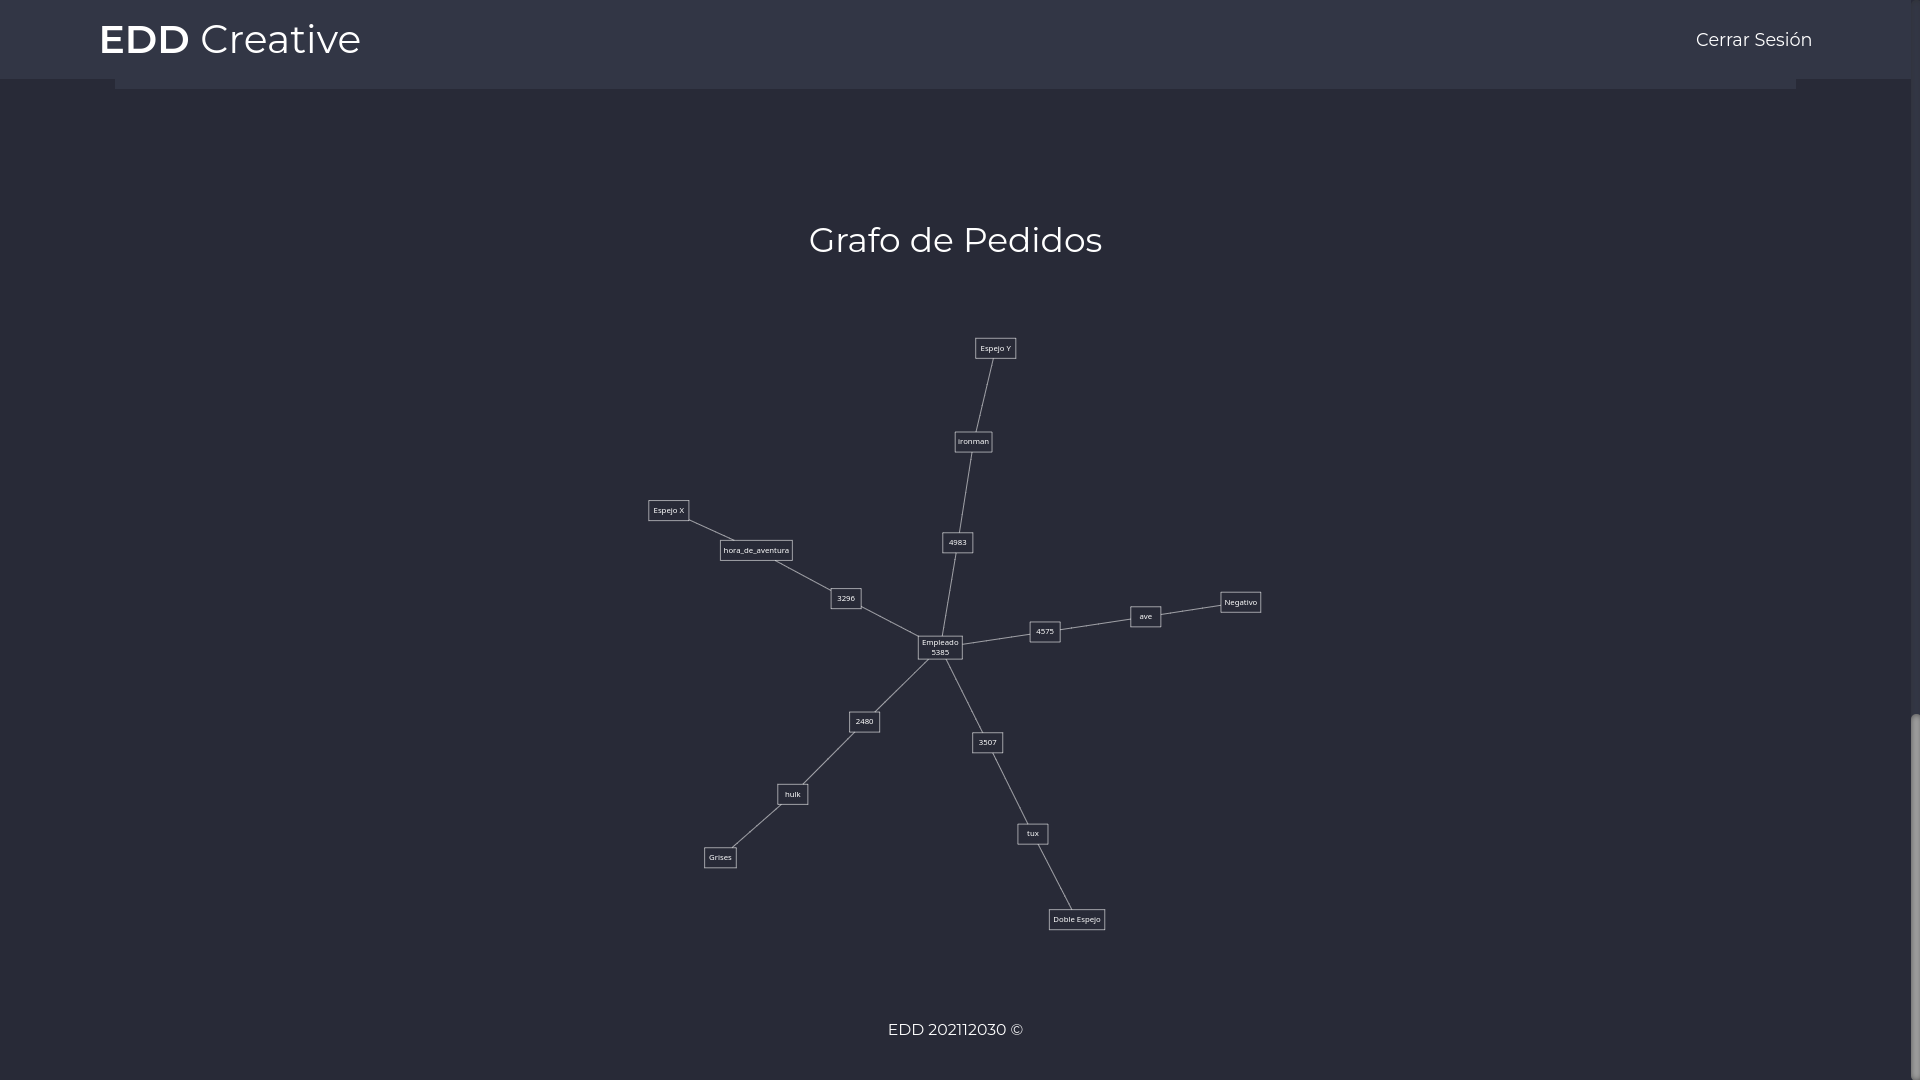 EDD Creative
Cerrar Sesión
Grafo de Pedidos
Espejo Y
ironman
Espejo X
4983
hora_de_aventura
3296
Negativo
ave
4575
Empleado
5385
2480
3507
hulk
tux
Grises
Doble Espejo
EDD 202112030 ©